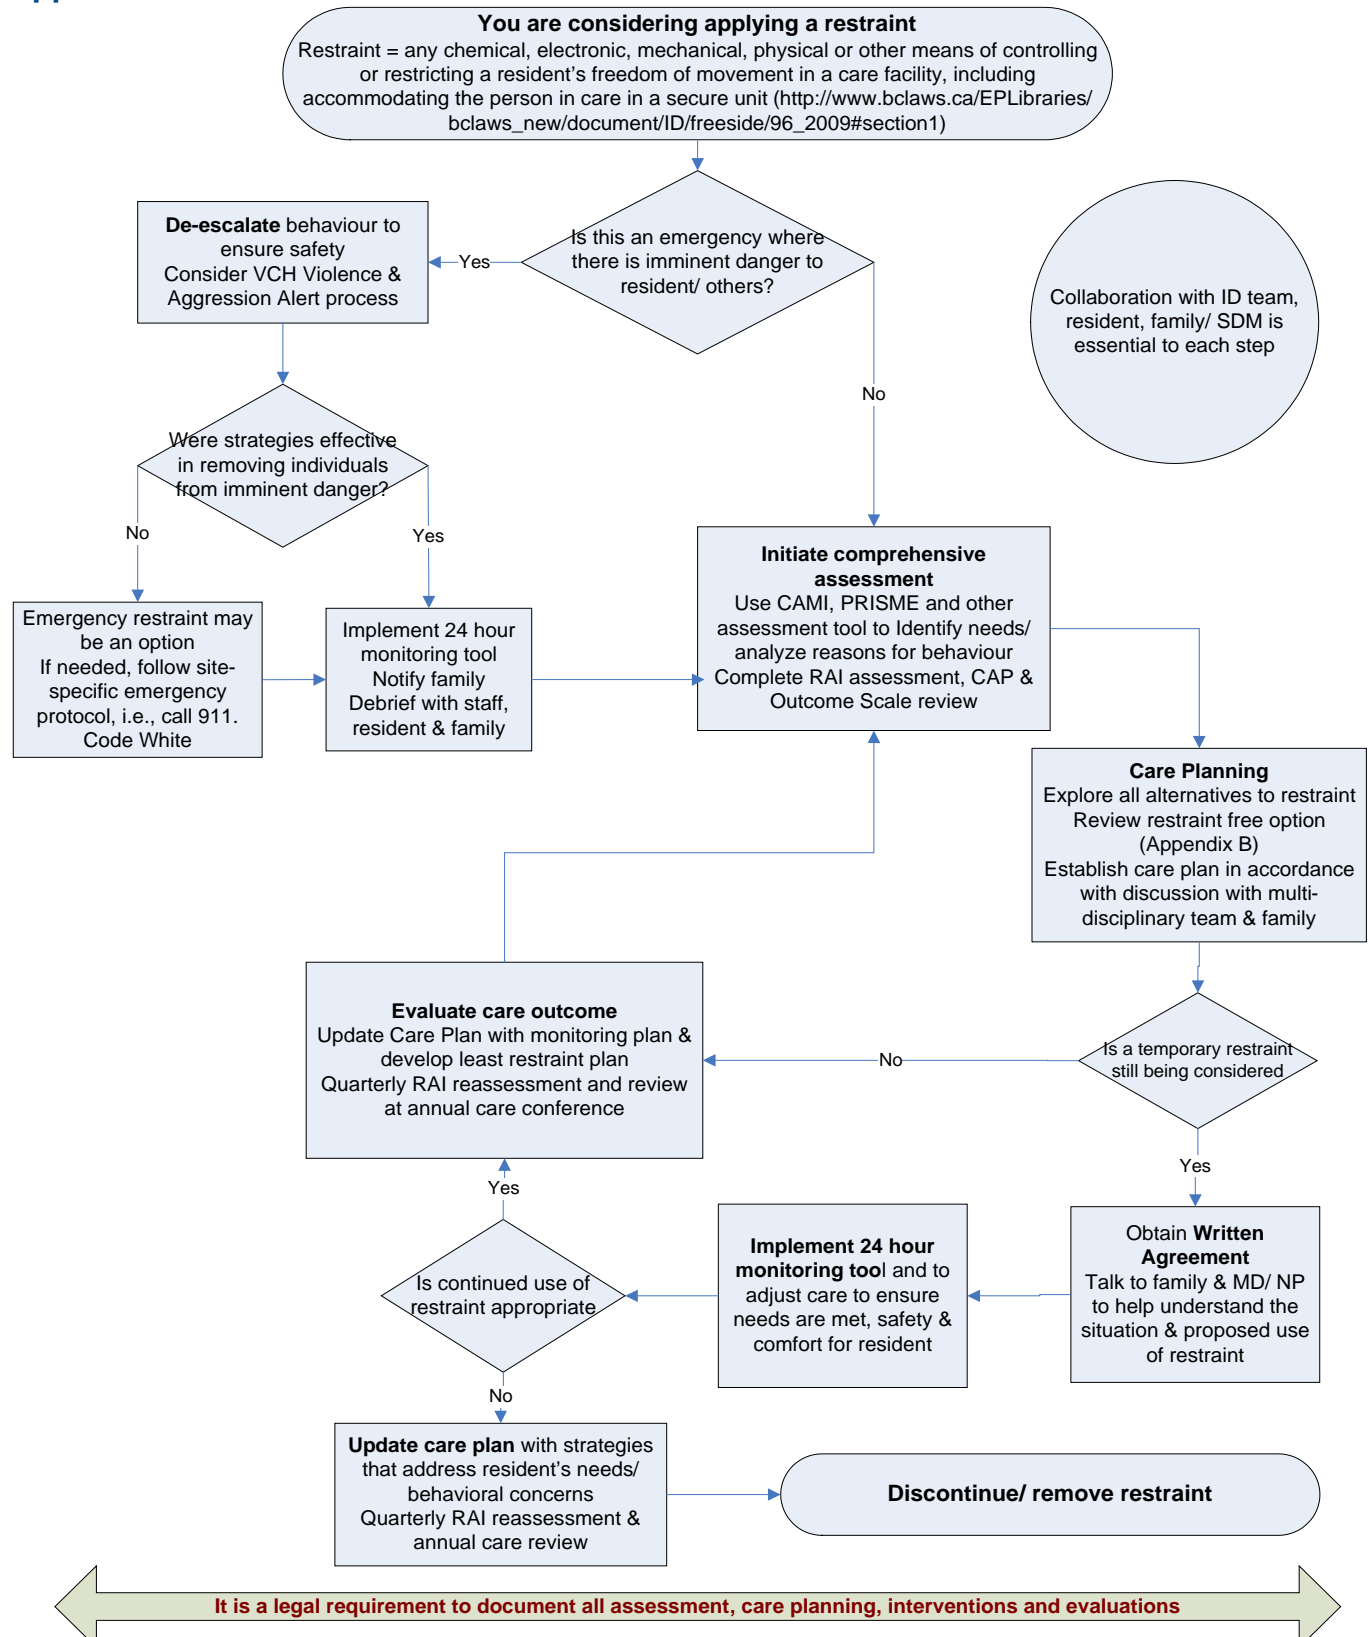 You are considering applying a restraint
Restraint = any chemical, electronic, mechanical, physical or other means of controlling
or restricting a resident's freedom of movement in a care facility, including
accommodating the person in care in a secure unit (http://www.bclaws.ca/EPLibraries/
bclaws_new/document/ID/freeside/96_2009#section1)
De-escalate behaviour to
ensure safety
Consider VCH Violence &
Aggression Alert process
Yes
Is this an emergency where
there is imminent danger to
resident/ others?
Collaboration with ID team,
resident, family/ SDM is
essential to each step
No
Were strategies effective
in removing individuals
from imminent danger?
No
Yes
Emergency restraint may
be an option
If needed, follow site-
specific emergency
protocol, i.e., call 911.
Code White
Implement 24 hour
monitoring tool
Notify family
Debrief with staff,
resident & family
Initiate comprehensive
assessment
Use CAMI, PRISME and other
assessment tool to Identify needs/
analyze reasons for behaviour
Complete RAI assessment, CAP &
Outcome Scale review
Care Planning
Explore all alternatives to restraint
Review restraint free option
(Appendix B)
Establish care plan in accordance
with discussion with multi-
disciplinary team & family
Evaluate care outcome
Update Care Plan with monitoring plan &
develop least restraint plan
Quarterly RAI reassessment and review
at annual care conference
No
Is a temporary restraint
still being considered
Yes
Yes
Is continued use of
restraint appropriate
Implement 24 hour
monitoring tool and to
adjust care to ensure
needs are met, safety &
comfort for resident
Obtain Written
Agreement
Talk to family & MD/ NP
to help understand the
situation & proposed use
of restraint
No
Update care plan with strategies
that address resident's needs/
behavioral concerns
Quarterly RAI reassessment &
annual care review
Discontinue/ remove restraint
It is a legal requirement to document all assessment, care planning, interventions and evaluations